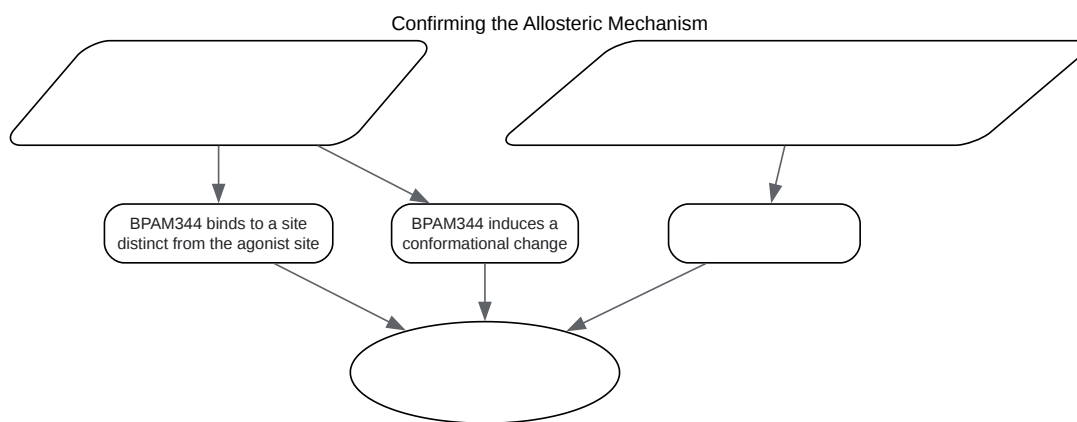 Confirming the Allosteric Mechanism
BPAM344 binds to a site
distinct from the agonist site
BPAM344 induces a
conformational change